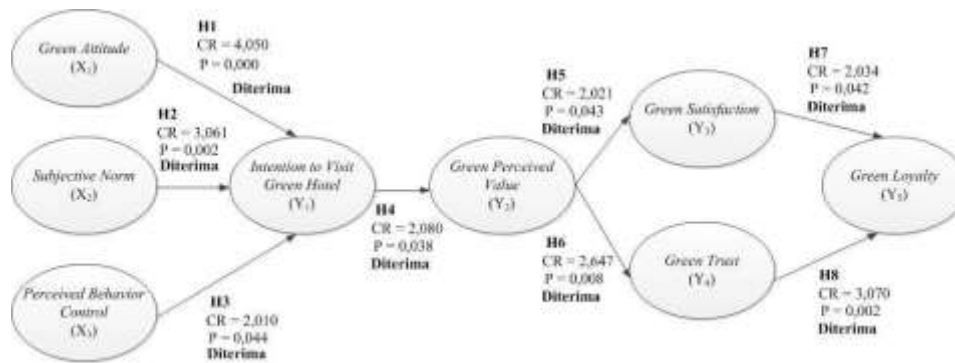 Green Attitude
(X₁)
H1
CR = 4,050
P = 0,000
Diterima
H2
CR = 3,061
P = 0,002
Diterima
Subjective Norm
(X₂)
Perceived Behavior
Control
(X₃)
H3
CR = 2,010
P = 0,044
Diterima
Intention to Visit
Green Hotel
(Y₁)
H4
CR = 2,080
P = 0,038
Diterima
Green Perceived
Value
(Y₂)
H5
CR = 2,021
P = 0,043
Diterima
H6
CR = 2,647
P = 0,008
Diterima
Green Satisfaction
(Y₃)
Green Trust
(Y₄)
H7
CR = 2,034
P = 0,042
Diterima
H8
CR = 3,070
P = 0,002
Diterima
Green Loyalty
(Y₅)